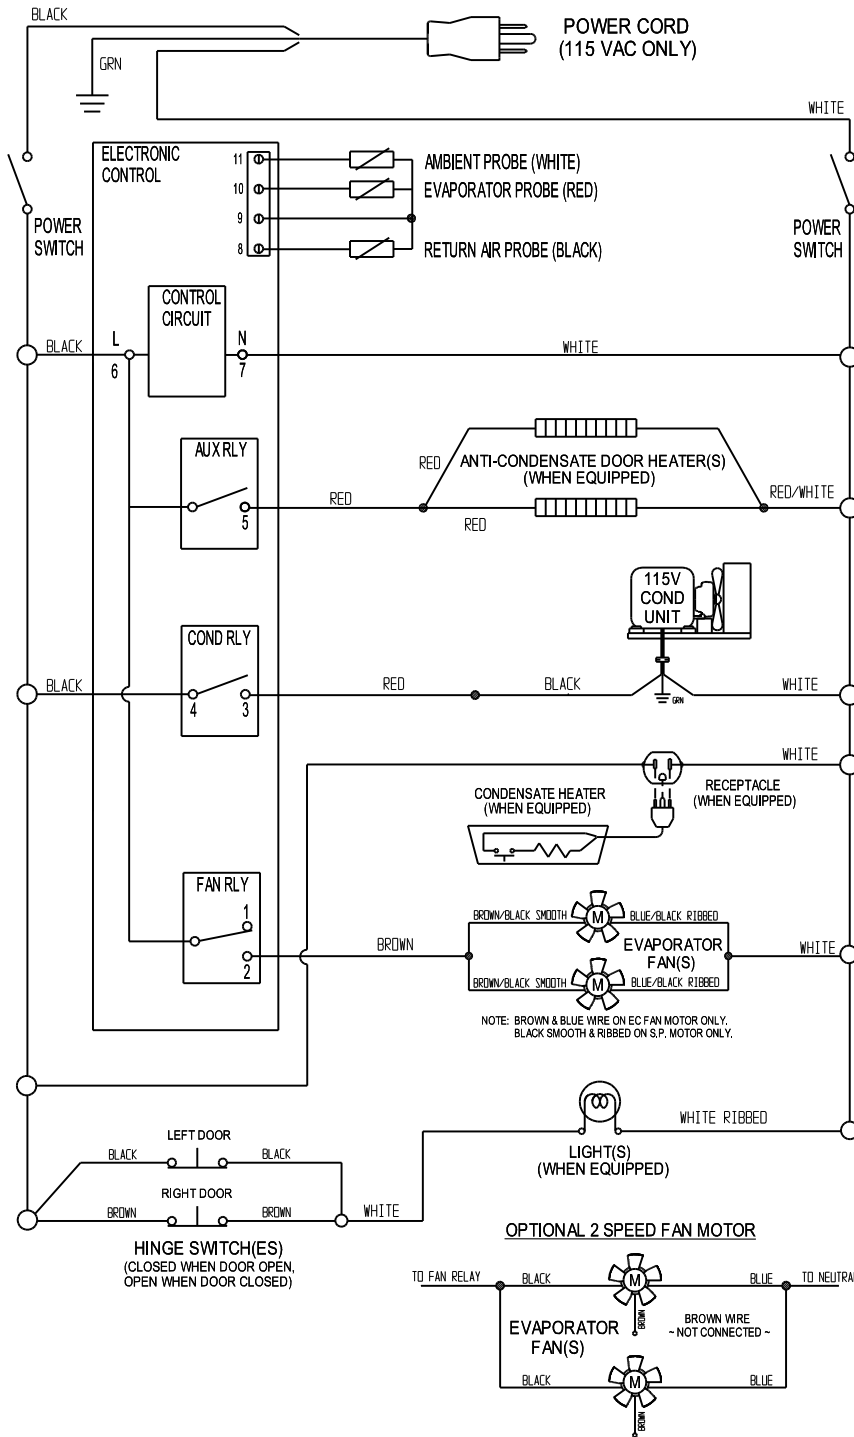 BLACK
POWER CORD
(115 VAC ONLY)
GRN
WHITE
ELECTRONIC
CONTROL
11
AMBIENT PROBE (WHITE)
10
EVAPORATOR PROBE (RED)
9
8
RETURN AIR PROBE (BLACK)
POWER
SWITCH
POWER
SWITCH
CONTROL
CIRCUIT
BLACK
L
6
N
7
WHITE
AUX RLY
5
RED
RED
ANTI-CONDENSATE DOOR HEATER(S)
(WHEN EQUIPPED)
RED
RED/WHITE
115V
COND
UNIT
COND RLY
BLACK
4
3
RED
BLACK
GRN
WHITE
WHITE
CONDENSATE HEATER
(WHEN EQUIPPED)
RECEPTACLE
(WHEN EQUIPPED)
FAN RLY
1
2
BROWN
BROWN/BLACK SMOOTH
M
BLUE/BLACK RIBBED
EVAPORATOR
FAN(S)
WHITE
BROWN/BLACK SMOOTH
M
BLUE/BLACK RIBBED
NOTE: BROWN & BLUE WIRE ON EC FAN MOTOR ONLY.
BLACK SMOOTH & RIBBED ON S.P. MOTOR ONLY.
LEFT DOOR
BLACK
BLACK
RIGHT DOOR
BROWN
BROWN
WHITE
HINGE SWITCH(ES)
(CLOSED WHEN DOOR OPEN,
OPEN WHEN DOOR CLOSED)
WHITE RIBBED
LIGHT(S)
(WHEN EQUIPPED)
OPTIONAL 2 SPEED FAN MOTOR
TO FAN RELAY
BLACK
M
BLUE
TO NEUTRA
BROWN
EVAPORATOR
FAN(S)
BROWN WIRE
~ NOT CONNECTED ~
BLACK
M
BLUE
BROWN